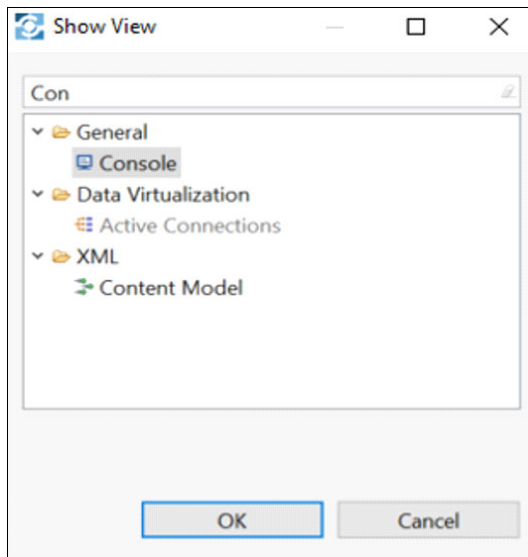 Show View
Con
General
Console
Data Virtualization
Active Connections
XML
Content Model
OK Cancel